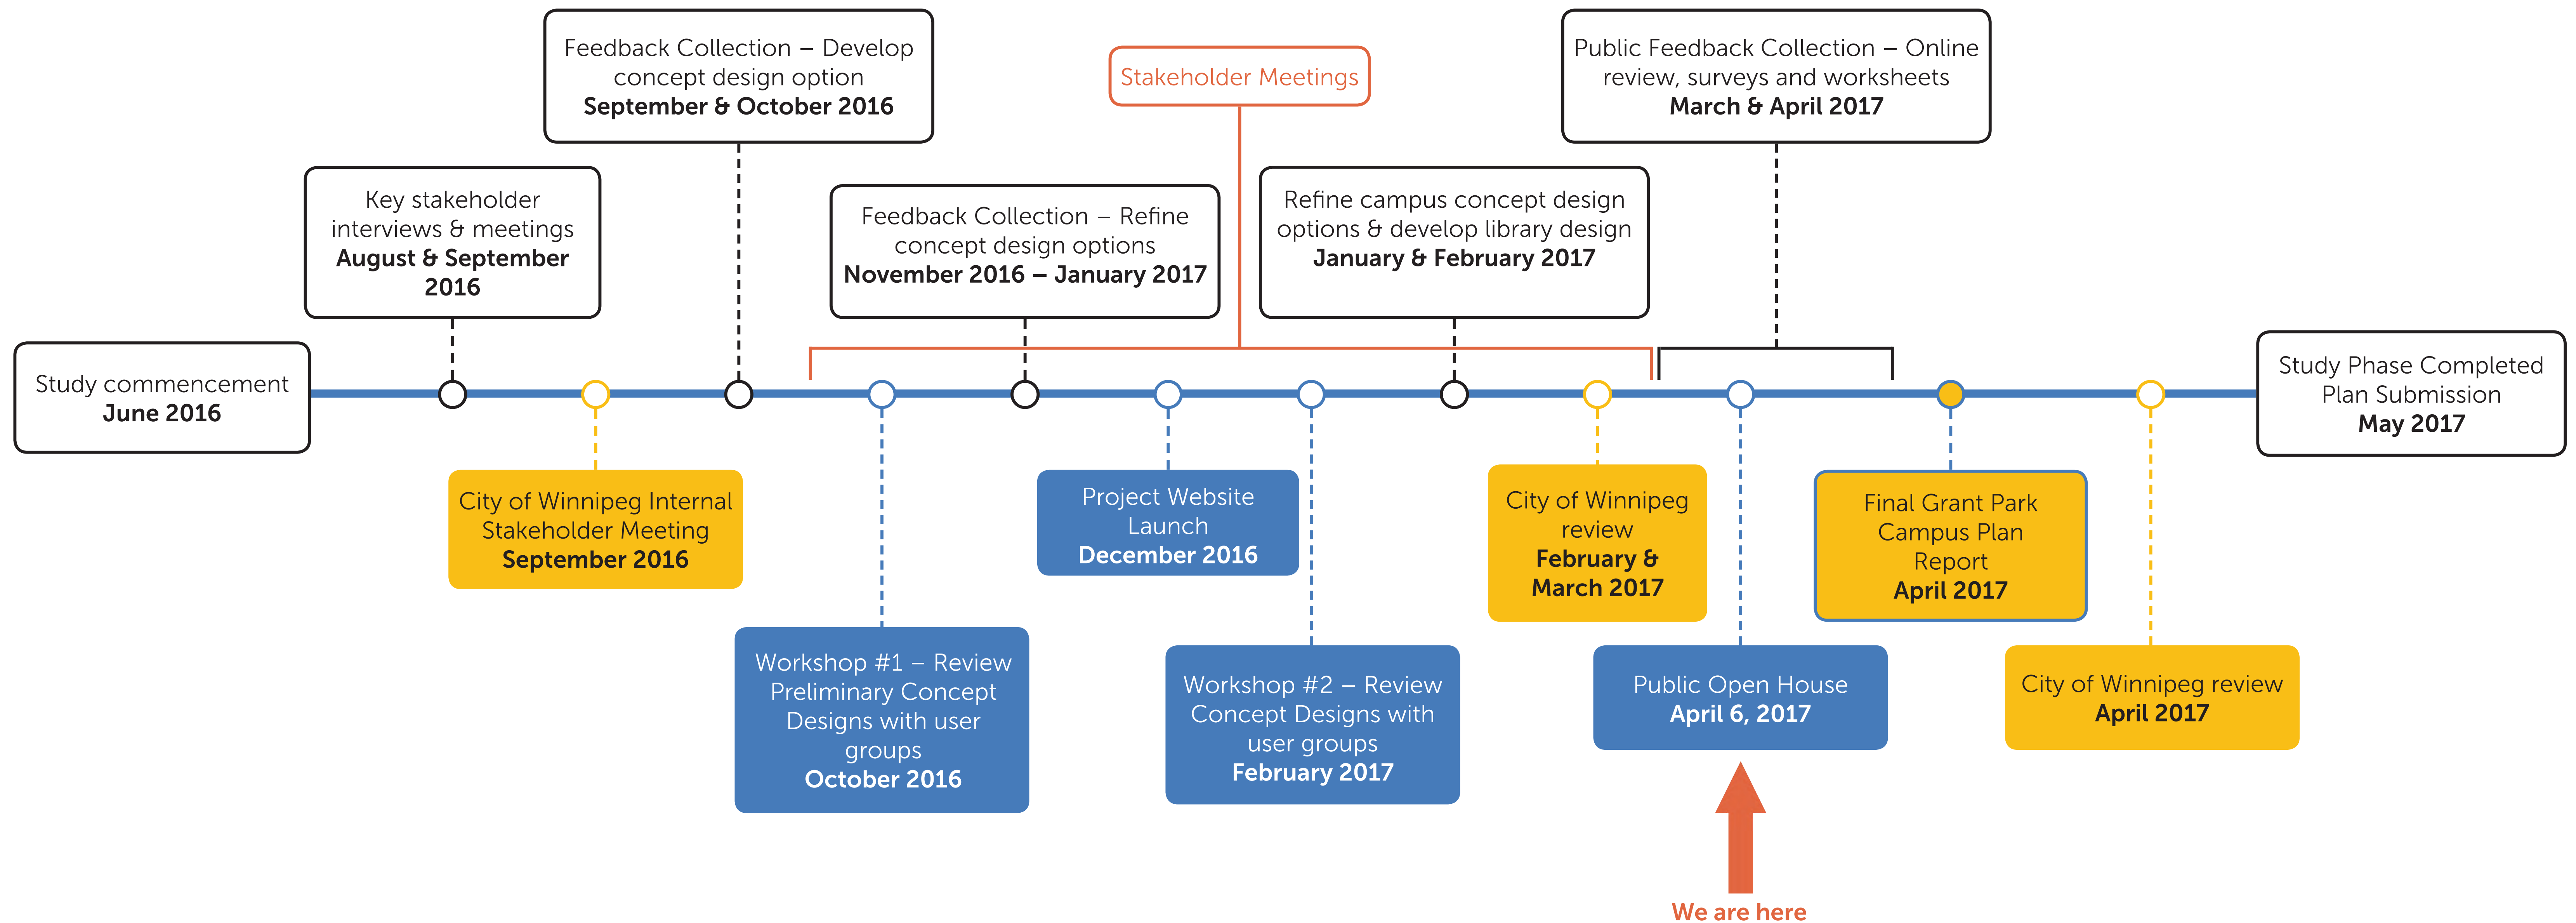 Study commencement
June 2016
Key stakeholder
interviews & meetings
August & September
2016
City of Winnipeg Internal
Stakeholder Meeting
September 2016
Feedback Collection – Develop
concept design option
September & October 2016
Workshop #1 – Review
Preliminary Concept
Designs with user
groups
October 2016
Stakeholder Meetings
Feedback Collection – Refine
concept design options
November 2016 – January 2017
Project Website
Launch
December 2016
Workshop #2 – Review
Concept Designs with
user groups
February 2017
Refine campus concept design
options & develop library design
January & February 2017
City of Winnipeg
review
February &
March 2017
Public Feedback Collection – Online
review, surveys and worksheets
March & April 2017
Public Open House
April 6, 2017
We are here
Final Grant Park
Campus Plan
Report
April 2017
City of Winnipeg review
April 2017
Study Phase Completed
Plan Submission
May 2017